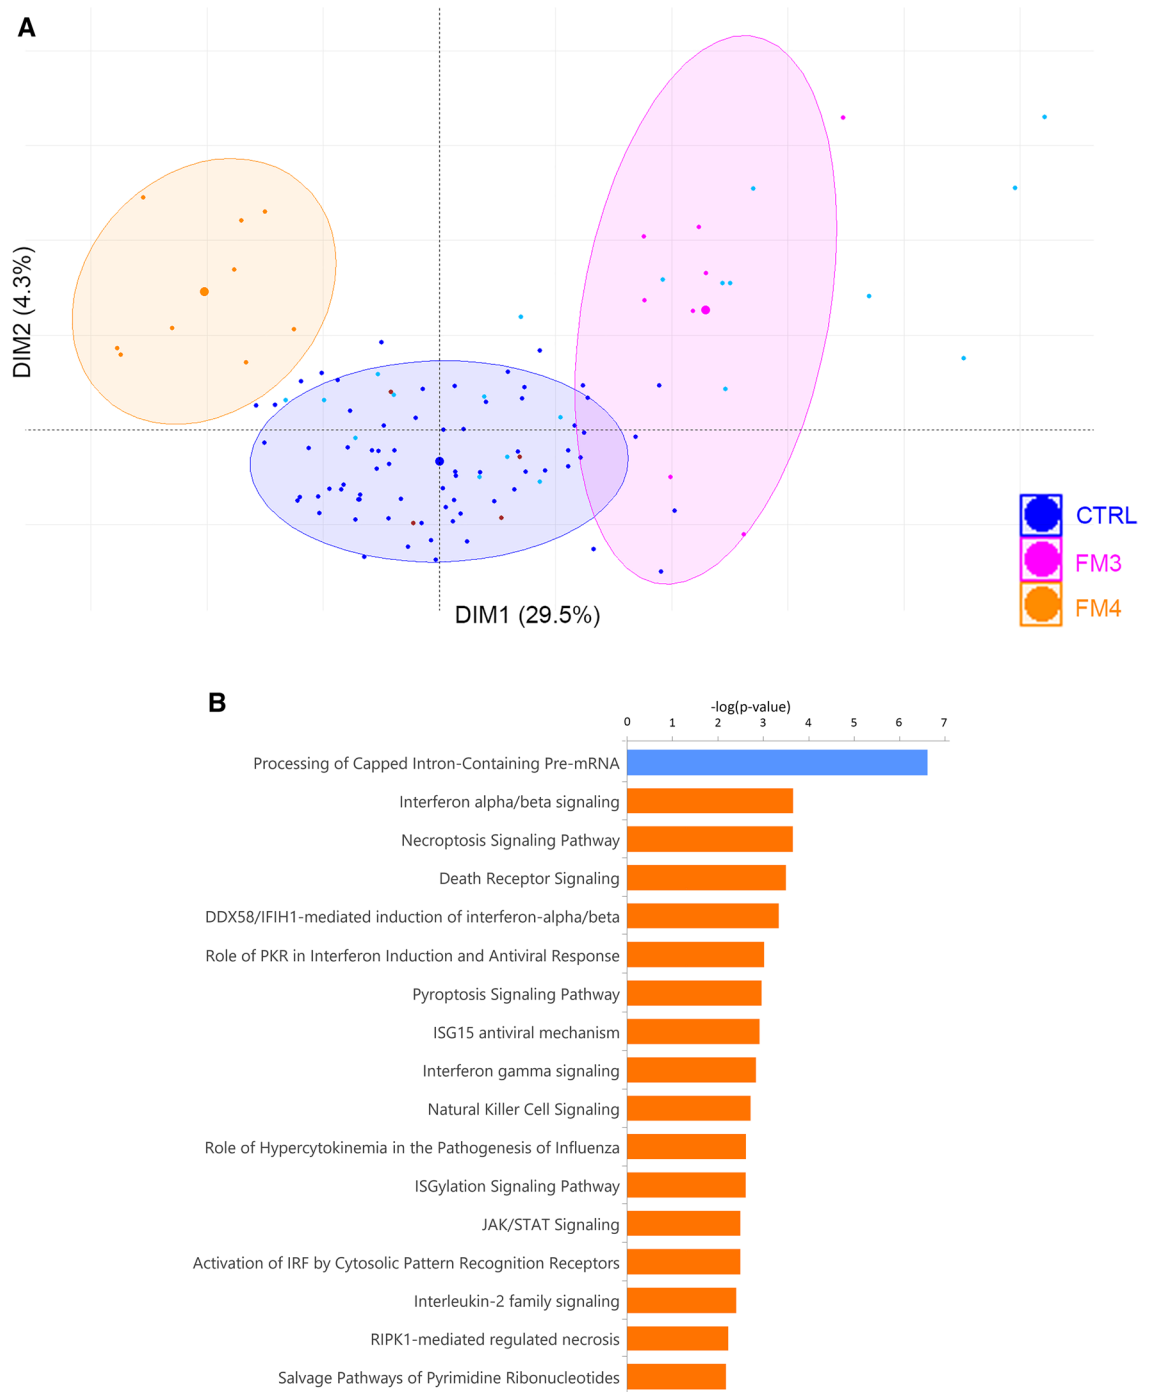 A
DIM2 (4.3%)
DIM1 (29.5%)
CTRL
FM3
FM4
B
-log(p-value)
0 1 2 3 4 5 6 7
Processing of Capped Intron-Containing Pre-mRNA
Interferon alpha/beta signaling
Necroptosis Signaling Pathway
Death Receptor Signaling
DDX58/IFIH1-mediated induction of interferon-alpha/beta
Role of PKR in Interferon Induction and Antiviral Response
Pyroptosis Signaling Pathway
ISG15 antiviral mechanism
Interferon gamma signaling
Natural Killer Cell Signaling
Role of Hypercytokinemia in the Pathogenesis of Influenza
ISGylation Signaling Pathway
JAK/STAT Signaling
Activation of IRF by Cytosolic Pattern Recognition Receptors
Interleukin-2 family signaling
RIPK1-mediated regulated necrosis
Salvage Pathways of Pyrimidine Ribonucleotides